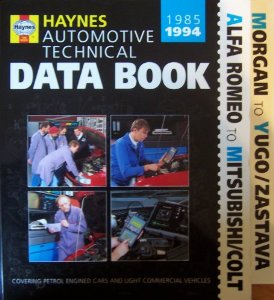 Haynes
HAYNES
AUTOMOTIVE
TECHNICAL
DATA BOOK
1985
1994
COVERING PETROL ENGINED CARS AND LIGHT COMMERCIAL VEHICLES
MORGAN TO YUGO/ZASTAVA
ALFA ROMEO TO MITSUBISHI/COLT